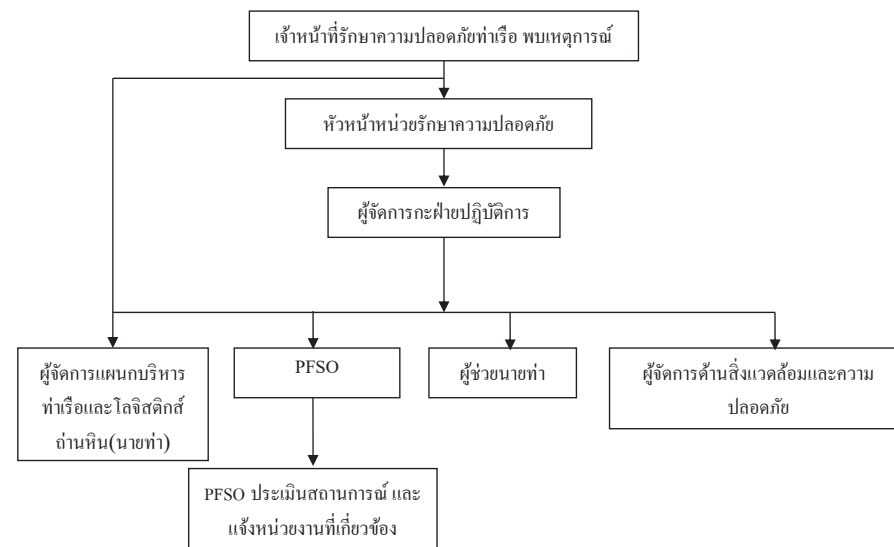 เจ้าหน้าที่รักษาความปลอดภัยท่าเรือ พบเหตุการณ์
หัวหน้าหน่วยรักษาความปลอดภัย
ผู้จัดการกะฝ่ายปฏิบัติการ
ผู้จัดการแผนกบริหาร
ท่าเรือและโลจิสติกส์
ถ่านหิน(นายท่า)
PFSO
ผู้ช่วยนายท่า
ผู้จัดการด้านสิ่งแวดล้อมและความ
ปลอดภัย
PFSO ประเมินสถานการณ์ และ
แจ้งหน่วยงานที่เกี่ยวข้อง